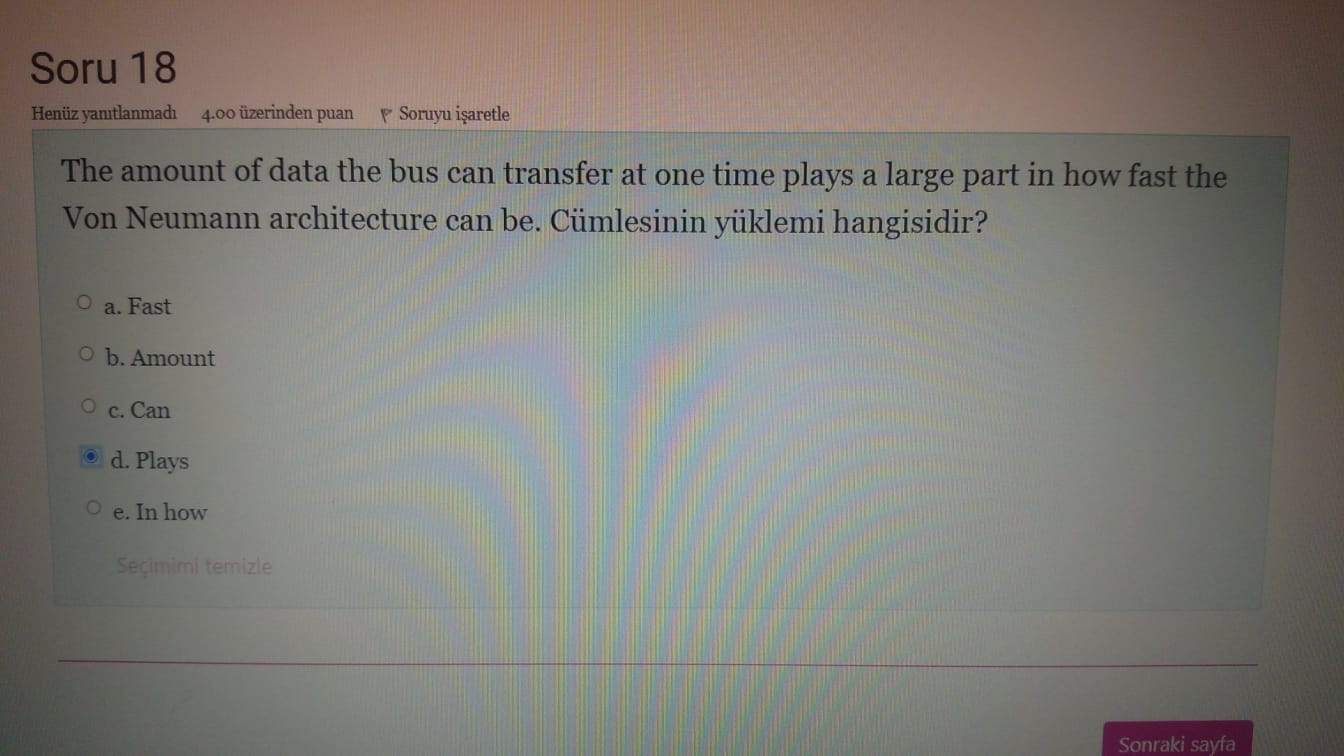 Soru 18
Henüz yanıtlanmadı 4.00 üzerinden puan Soruyu işaretle
The amount of data the bus can transfer at one time plays a large part in how fast the
Von Neumann architecture can be. Cümlesinin yüklemi hangisidir?
a. Fast
b. Amount
c. Can
d. Plays
e. In how
Seçimimi temizle
Sonraki sayfa